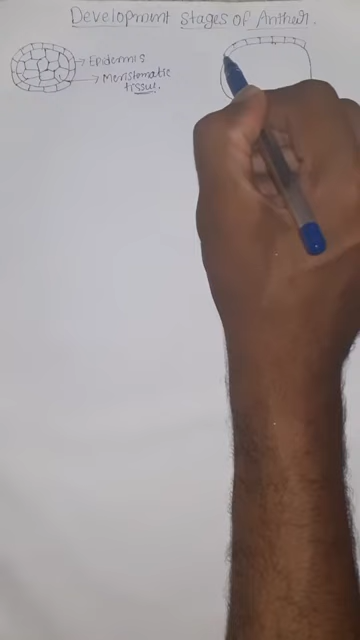 Development Stages of Anther.
Epidermis
Meristematic
tissue.